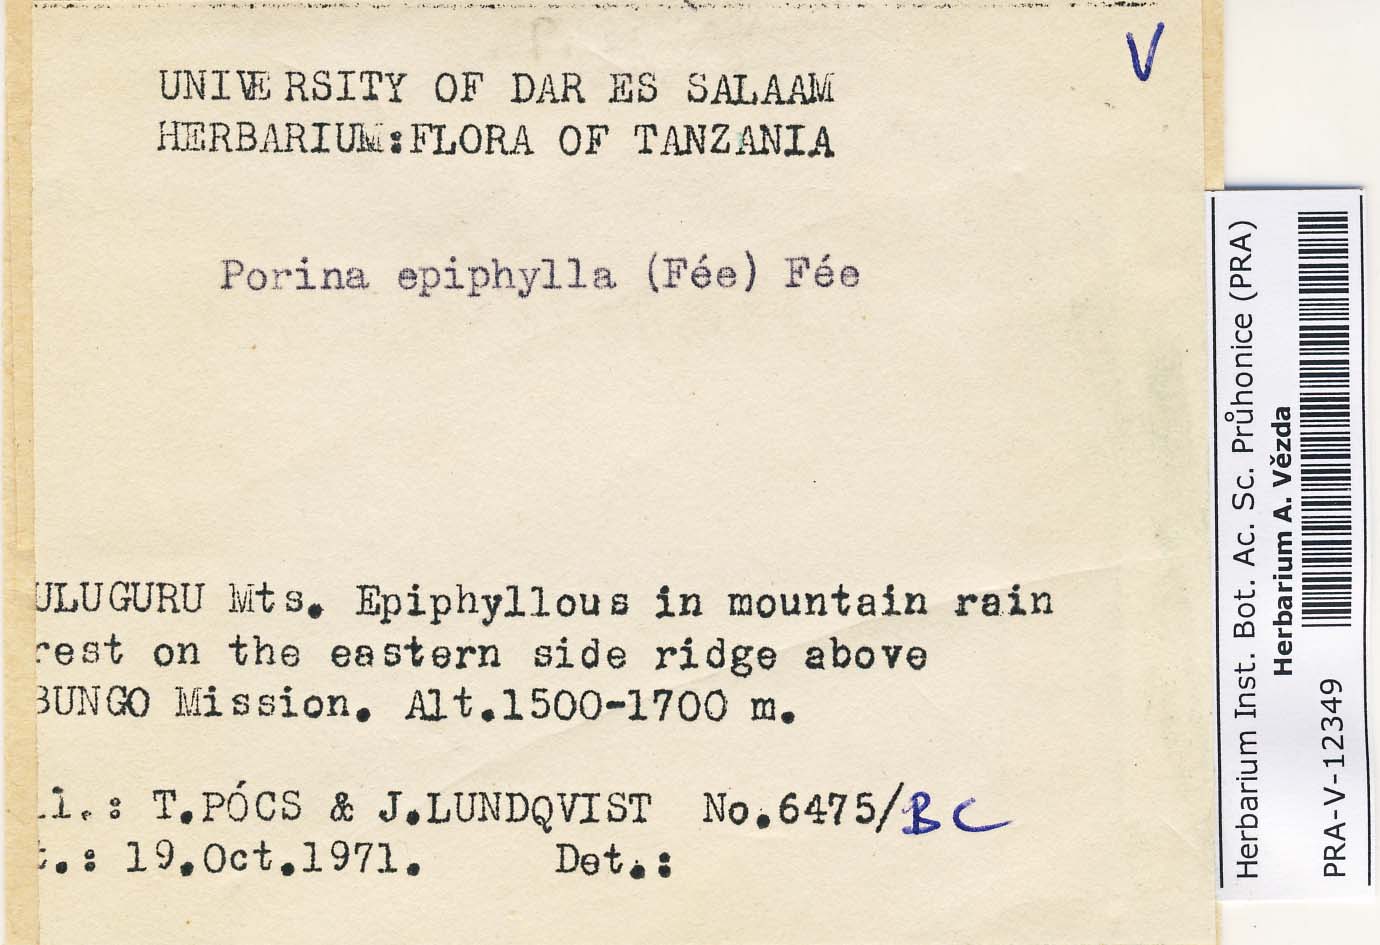 V
UNIVERSITY OF DAR ES SALAAM
HERBARIUM:FLORA OF TANZANIA
Porina epiphylla (Fée) Fée
ULUGURU Mts. Epiphyllous in mountain rain
rest on the eastern side ridge above
BUNGO Mission. Alt.1500-1700 m.
l.: T.PÓCS & J.LUNDQVIST No.6475/BC
t.: 19.Oct.1971. Det.:
Herbarium Inst. Bot. Ac. Sc. Průhonice (PRA)
Herbarium A. Vězda
PRA-V-12349